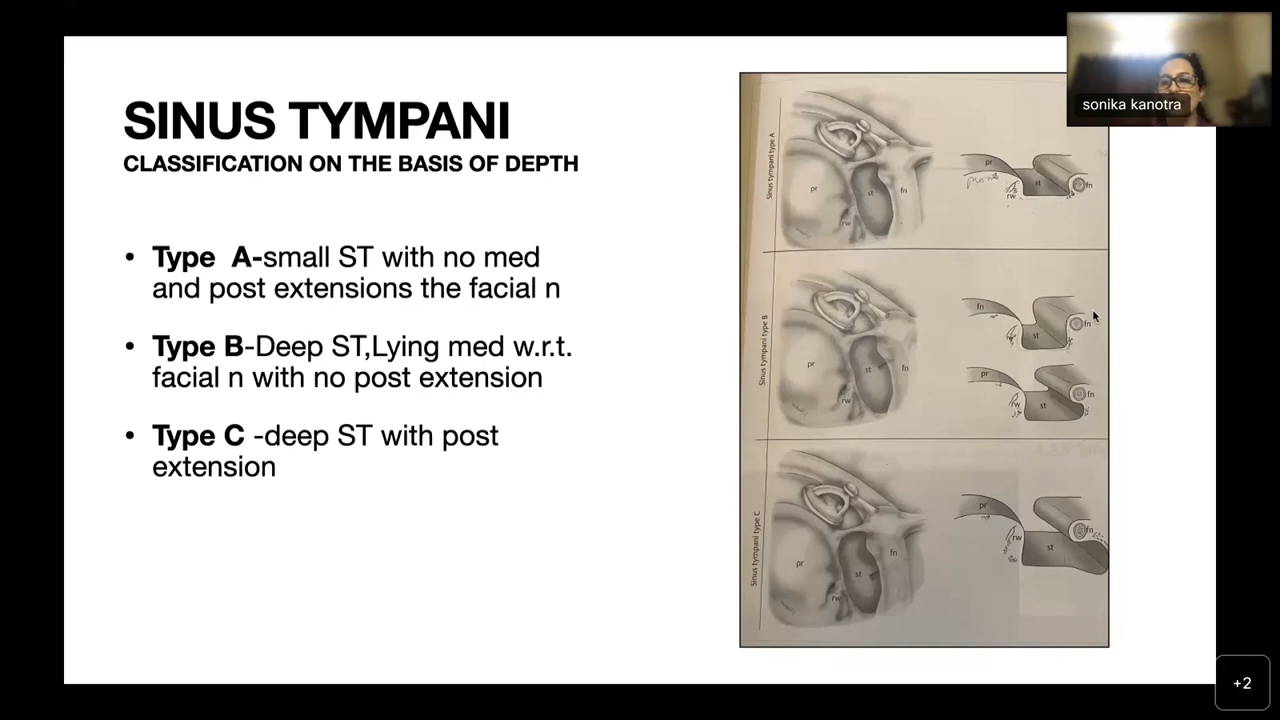 SINUS TYMPANI
CLASSIFICATION ON THE BASIS OF DEPTH
• Type A-small ST with no med
and post extensions the facial n
• Type B-Deep ST,Lying med w.r.t.
facial n with no post extension
• Type C -deep ST with post
extension
Sinus tympani type A
pr
st
fn
rw
pr
st
fn
rw
Sinus tympani type B
pr
st
fn
rw
fn
st
fn
pr
rw
st
fn
Sinus tympani type C
pr
st
fn
rw
pr
rw
st
fn
sonika kanotra
+2